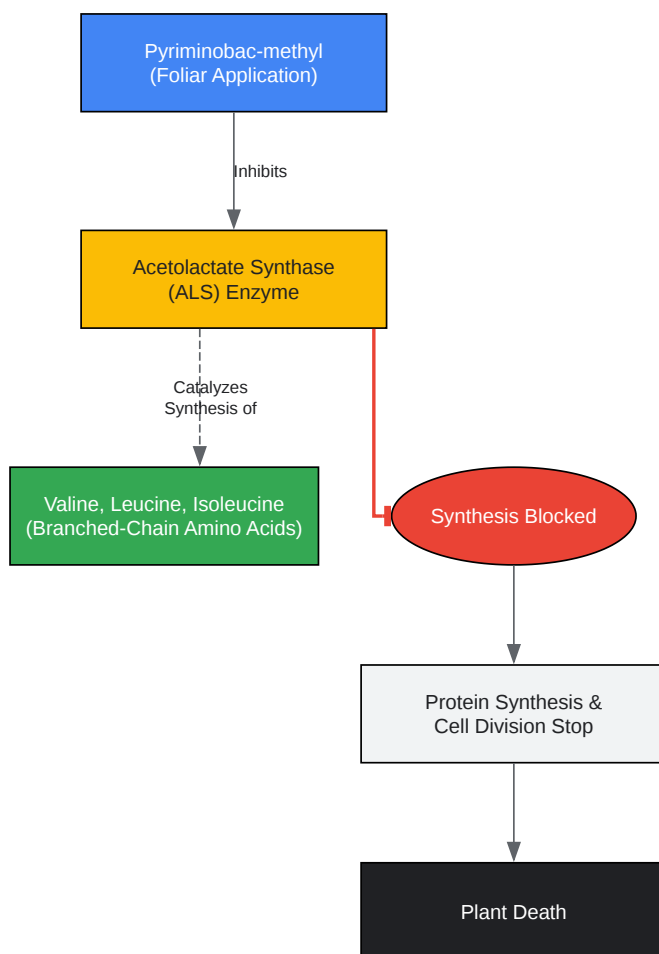 Pyriminobac-methyl
(Foliar Application)
Inhibits
Acetolactate Synthase
(ALS) Enzyme
Catalyzes
Synthesis of
Valine, Leucine, Isoleucine
(Branched-Chain Amino Acids)
Synthesis Blocked
Protein Synthesis &
Cell Division Stop
Plant Death